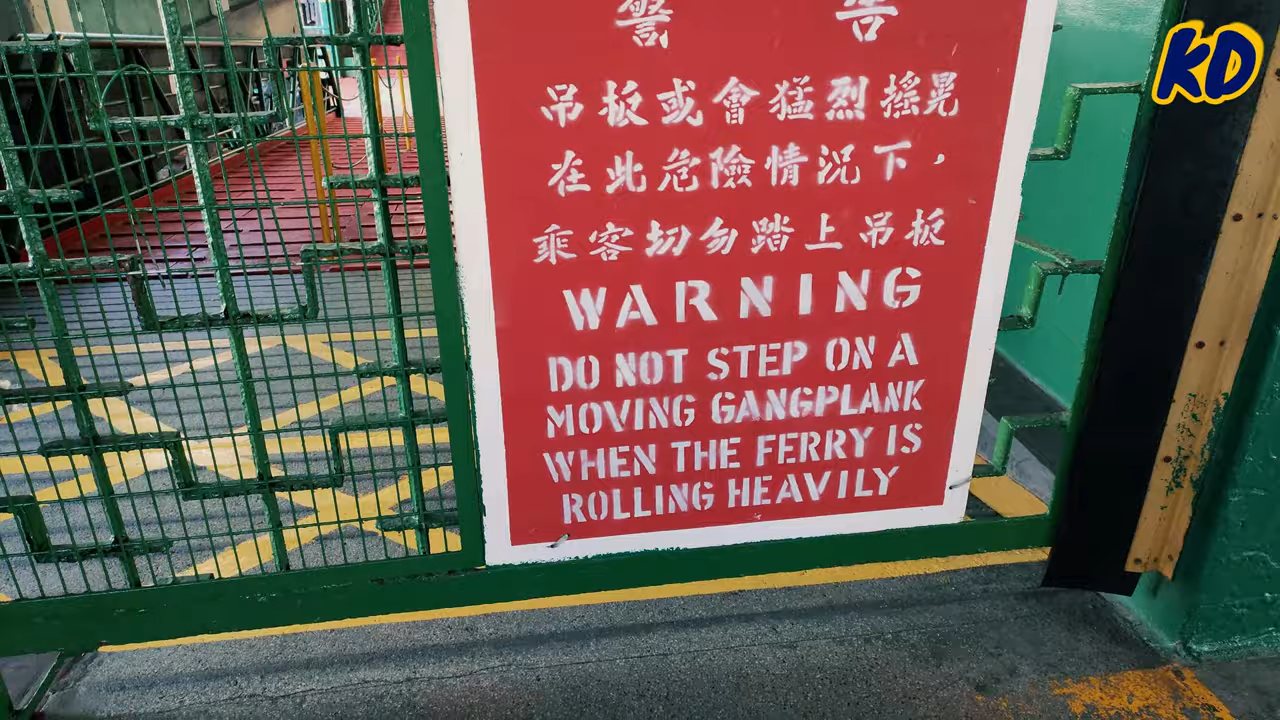 警 告
吊板或會猛烈搖晃
在此危險情況下，
乘客切勿踏上吊板
WARNING
DO NOT STEP ON A
MOVING GANGPLANK
WHEN THE FERRY IS
ROLLING HEAVILY
KD